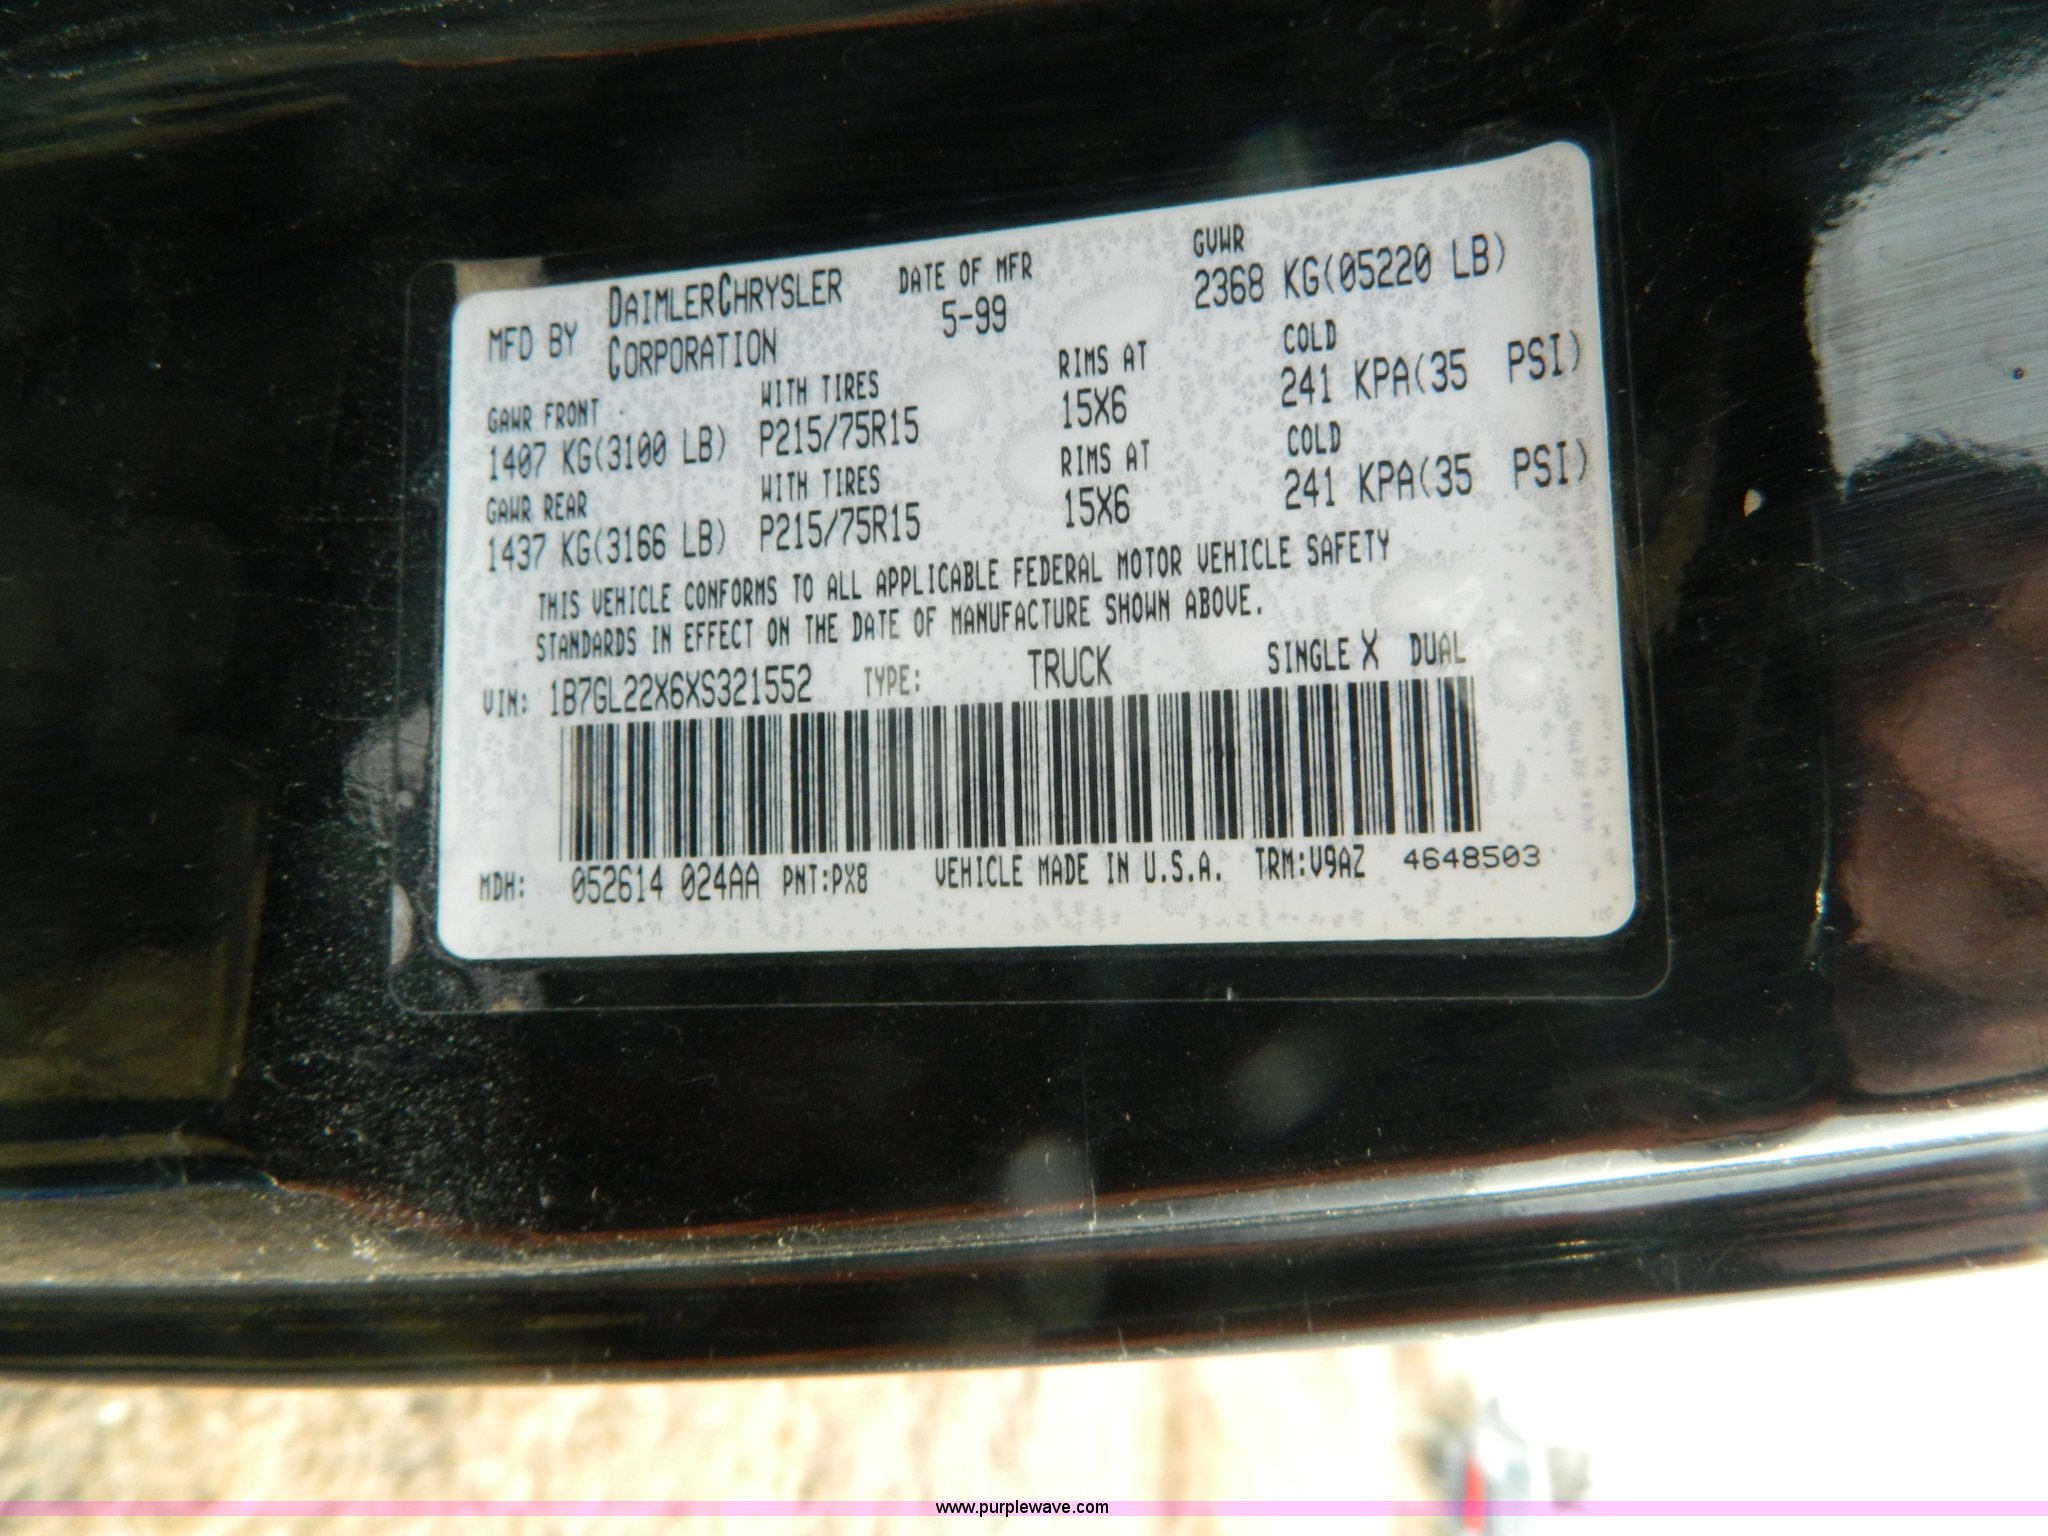 MFD BY DAIMLERCHRYSLER CORPORATION
DATE OF MFR
5-99
GVWR
2368 KG(05220 LB)
GAWR FRONT WITH TIRES RIMS AT COLD
1407 KG(3100 LB) P215/75R15 15X6 241 KPA(35 PSI)
GAWR REAR WITH TIRES RIMS AT COLD
1437 KG(3166 LB) P215/75R15 15X6 241 KPA(35 PSI)
THIS VEHICLE CONFORMS TO ALL APPLICABLE FEDERAL MOTOR VEHICLE SAFETY
STANDARDS IN EFFECT ON THE DATE OF MANUFACTURE SHOWN ABOVE.
VIN: 1B7GL22X6XS321552 TYPE: TRUCK SINGLE X DUAL
MDH: 052614 024AA PNT:PX8 VEHICLE MADE IN U.S.A. TRM:V9AZ 4648503
www.purplewave.com